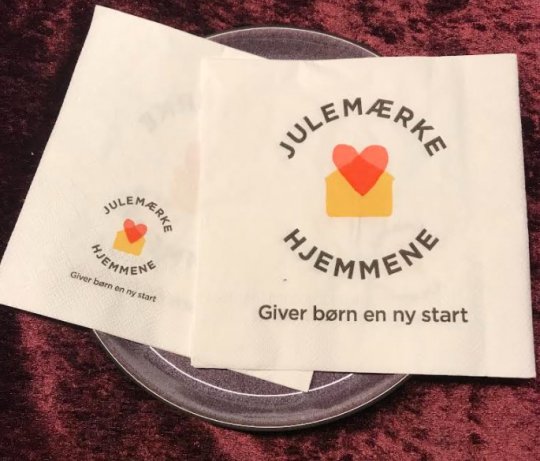 JULEMÆRKE
HJEMMENE
Giver børn en ny start
JULEMÆRKE
HJEMMENE
Giver børn en ny start